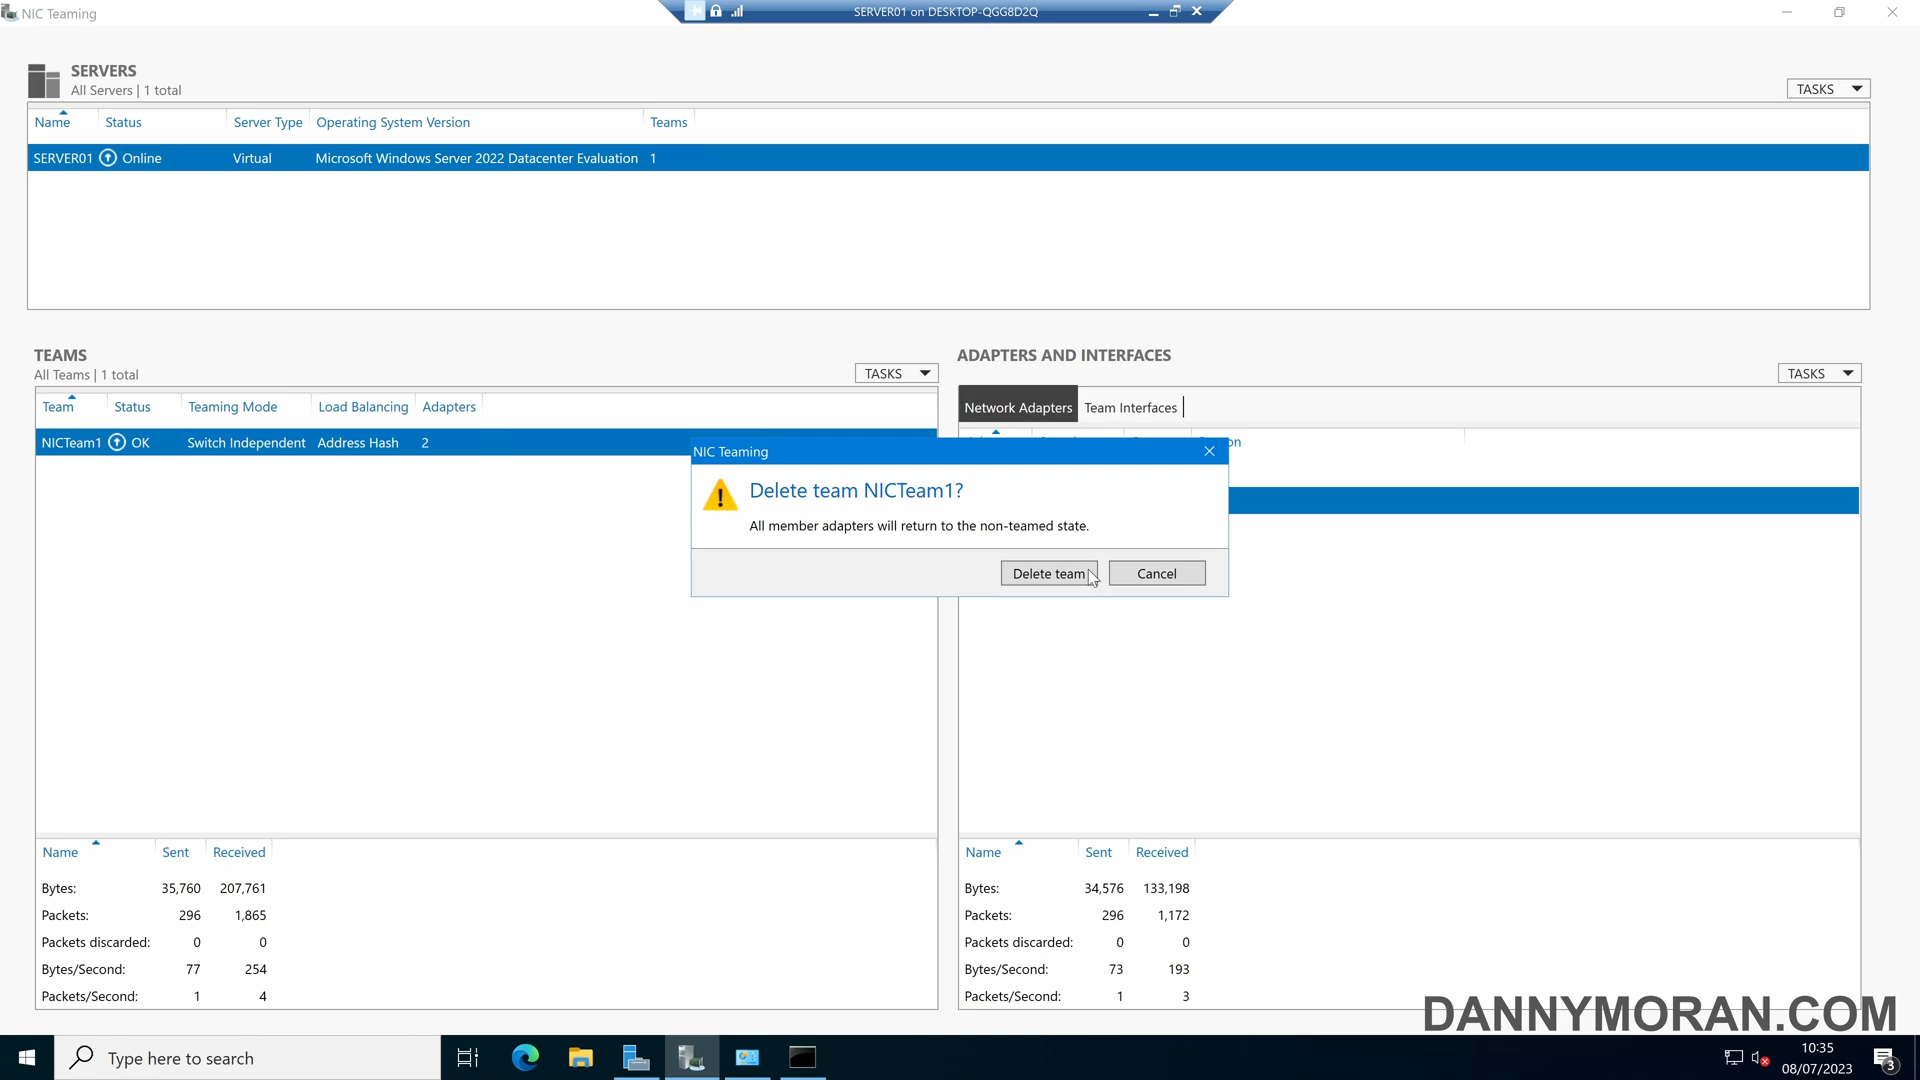 NIC Teaming
SERVER01 on DESKTOP-QGG8D2Q
SERVERS
All Servers | 1 total
TASKS
Name Status Server Type Operating System Version Teams
SERVER01 Online Virtual Microsoft Windows Server 2022 Datacenter Evaluation 1
TEAMS
All Teams | 1 total
TASKS
Team Status Teaming Mode Load Balancing Adapters
NICTeam1 OK Switch Independent Address Hash 2
ADAPTERS AND INTERFACES
TASKS
Network Adapters Team Interfaces
NIC Teaming
Delete team NICTeam1?
All member adapters will return to the non-teamed state.
Delete team Cancel
Name Sent Received
Bytes: 35,760 207,761
Packets: 296 1,865
Packets discarded: 0 0
Bytes/Second: 77 254
Packets/Second: 1 4
Name Sent Received
Bytes: 34,576 133,198
Packets: 296 1,172
Packets discarded: 0 0
Bytes/Second: 73 193
Packets/Second: 1 3
DANNYMORAN.COM
Type here to search
10:35
08/07/2023
3